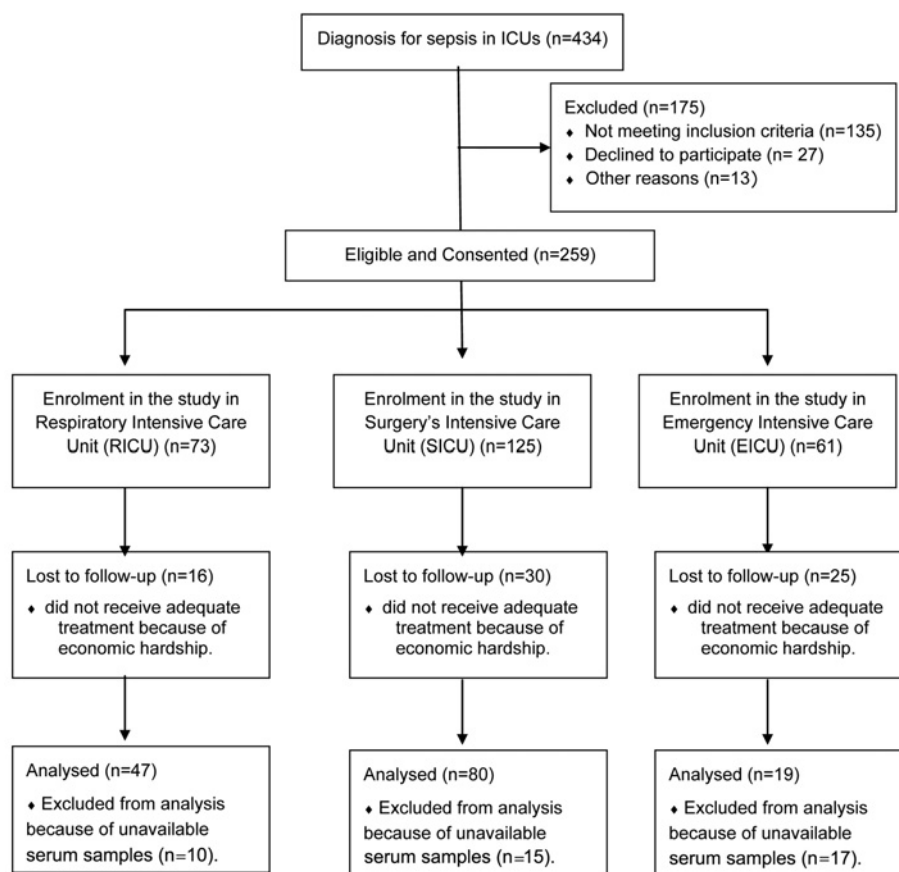 Diagnosis for sepsis in ICUs (n=434)
Excluded (n=175)
♦ Not meeting inclusion criteria (n=135)
♦ Declined to participate (n= 27)
♦ Other reasons (n=13)
Eligible and Consented (n=259)
Enrolment in the study in
Respiratory Intensive Care
Unit (RICU) (n=73)
Enrolment in the study in
Surgery's Intensive Care
Unit (SICU) (n=125)
Enrolment in the study in
Emergency Intensive Care
Unit (EICU) (n=61)
Lost to follow-up (n=16)
♦ did not receive adequate
treatment because of
economic hardship.
Lost to follow-up (n=30)
♦ did not receive adequate
treatment because of
economic hardship.
Lost to follow-up (n=25)
♦ did not receive adequate
treatment because of
economic hardship.
Analysed (n=47)
♦ Excluded from analysis
because of unavailable
serum samples (n=10).
Analysed (n=80)
♦ Excluded from analysis
because of unavailable
serum samples (n=15).
Analysed (n=19)
♦ Excluded from analysis
because of unavailable
serum samples (n=17).